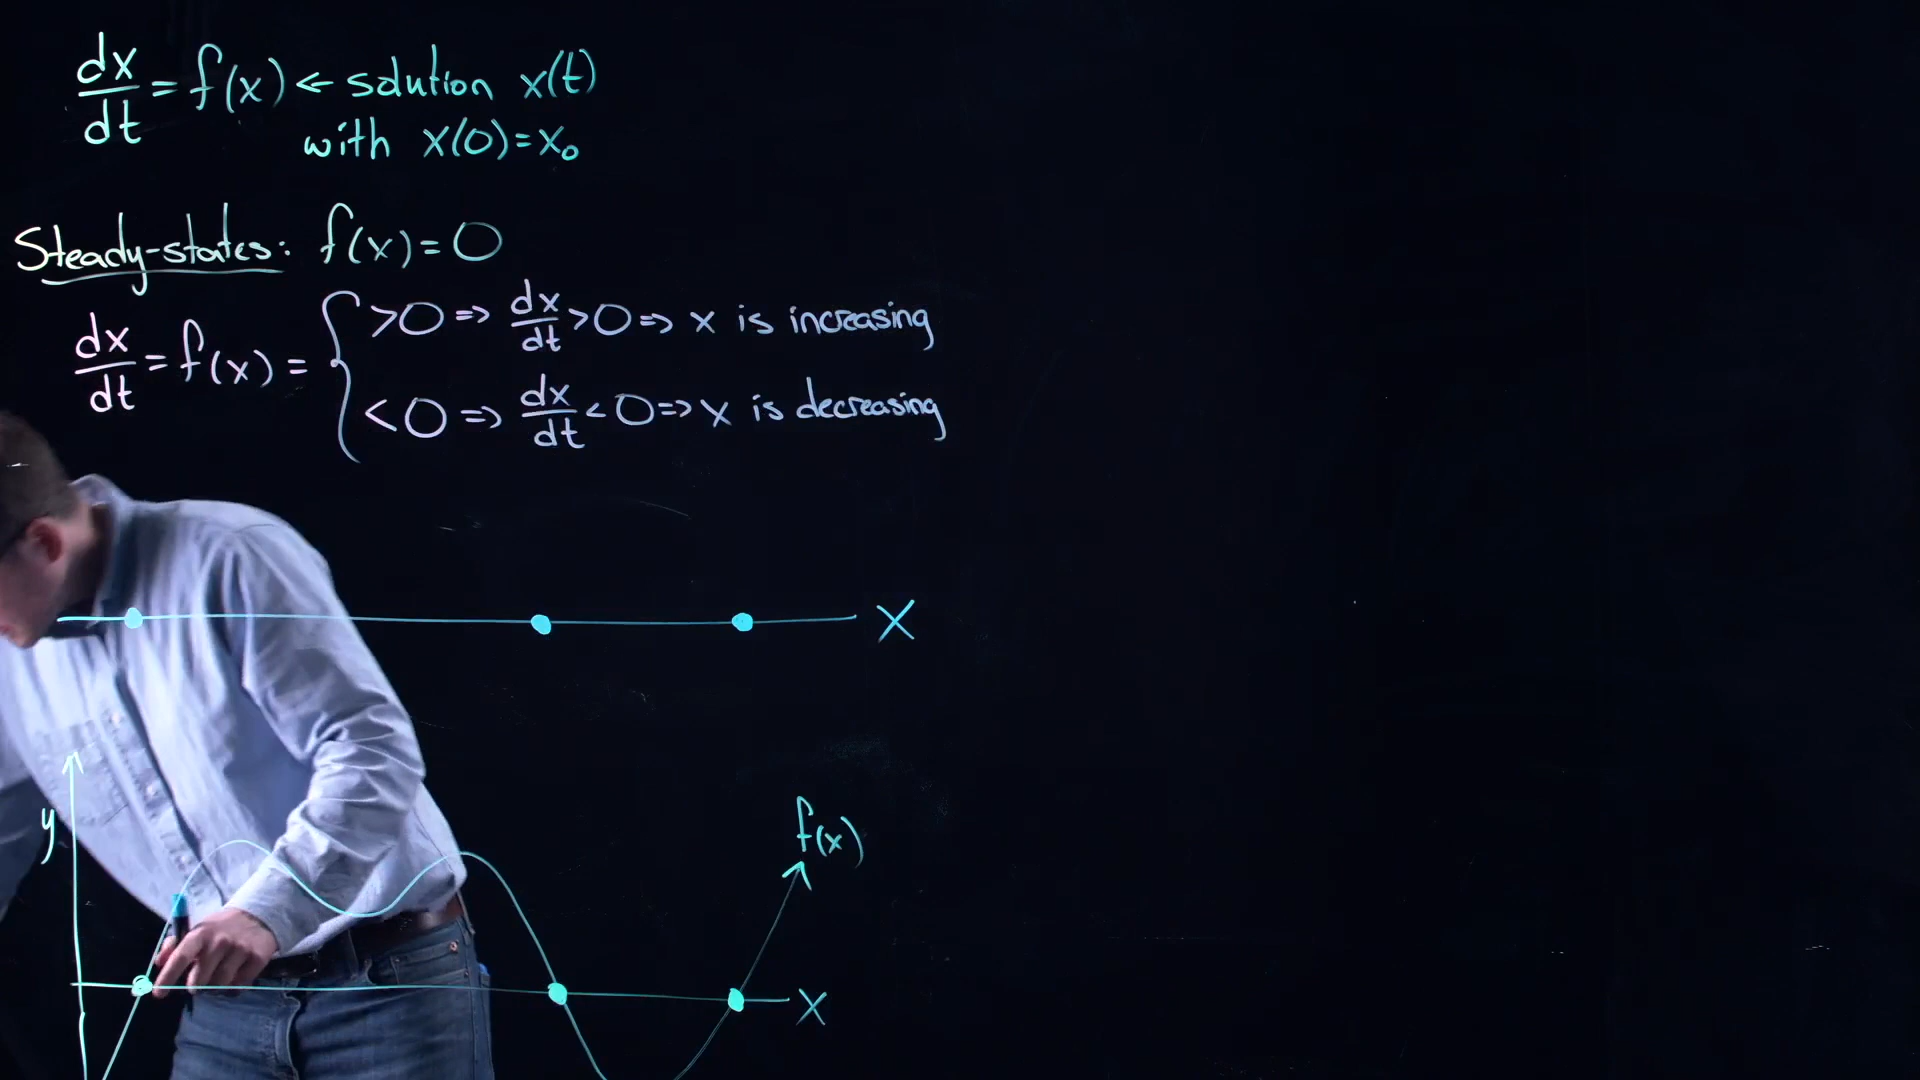 dx/dt = f(x) ← solution x(t)
with x(0)=x₀
Steady-states: f(x)=0
dx/dt = f(x) = { >0 ⇒ dx/dt >0 ⇒ x is increasing
<0 ⇒ dx/dt <0 ⇒ x is decreasing
x
y
f(x)
x